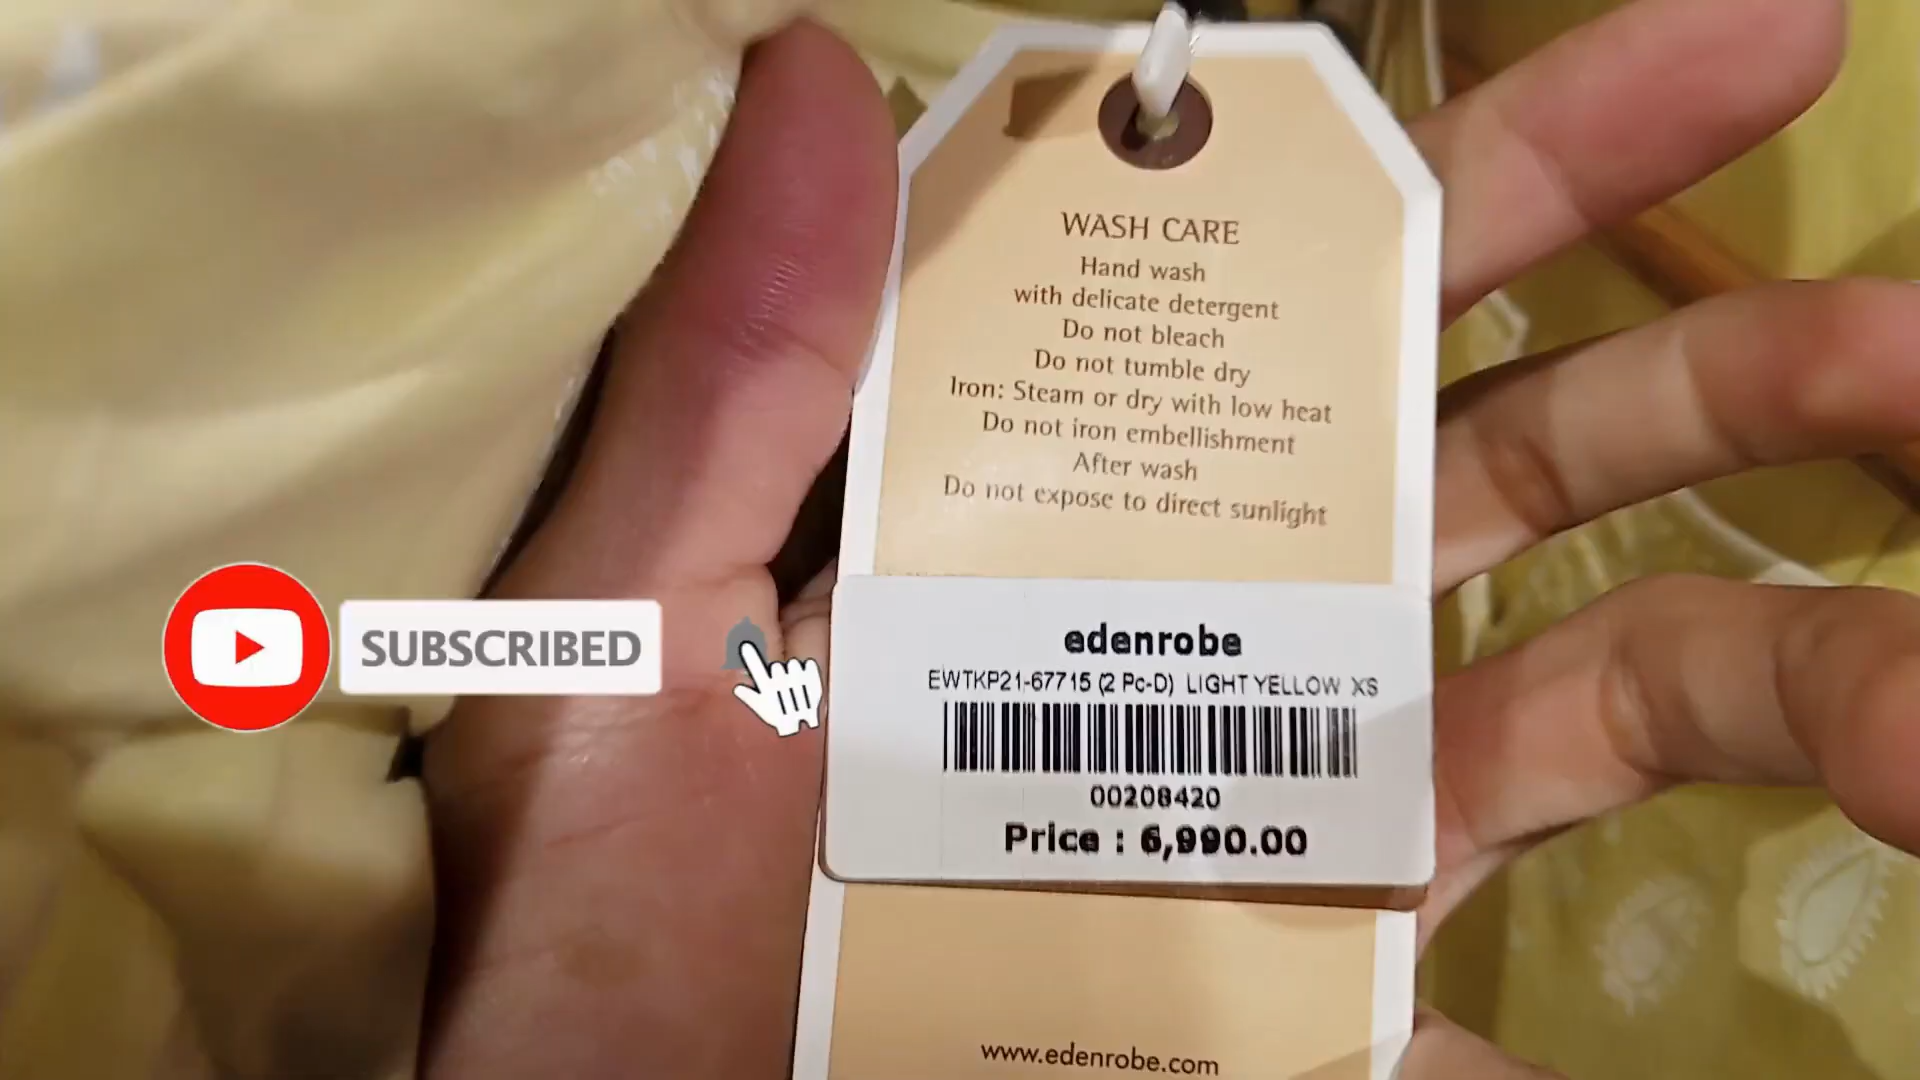 WASH CARE
Hand wash
with delicate detergent
Do not bleach
Do not tumble dry
Iron: Steam or dry with low heat
Do not iron embellishment
After wash
Do not expose to direct sunlight
SUBSCRIBED
edenrobe
EWTKP21-67715 (2 Pc-D) LIGHT YELLOW XS
00208420
Price : 6,990.00
www.edenrobe.com